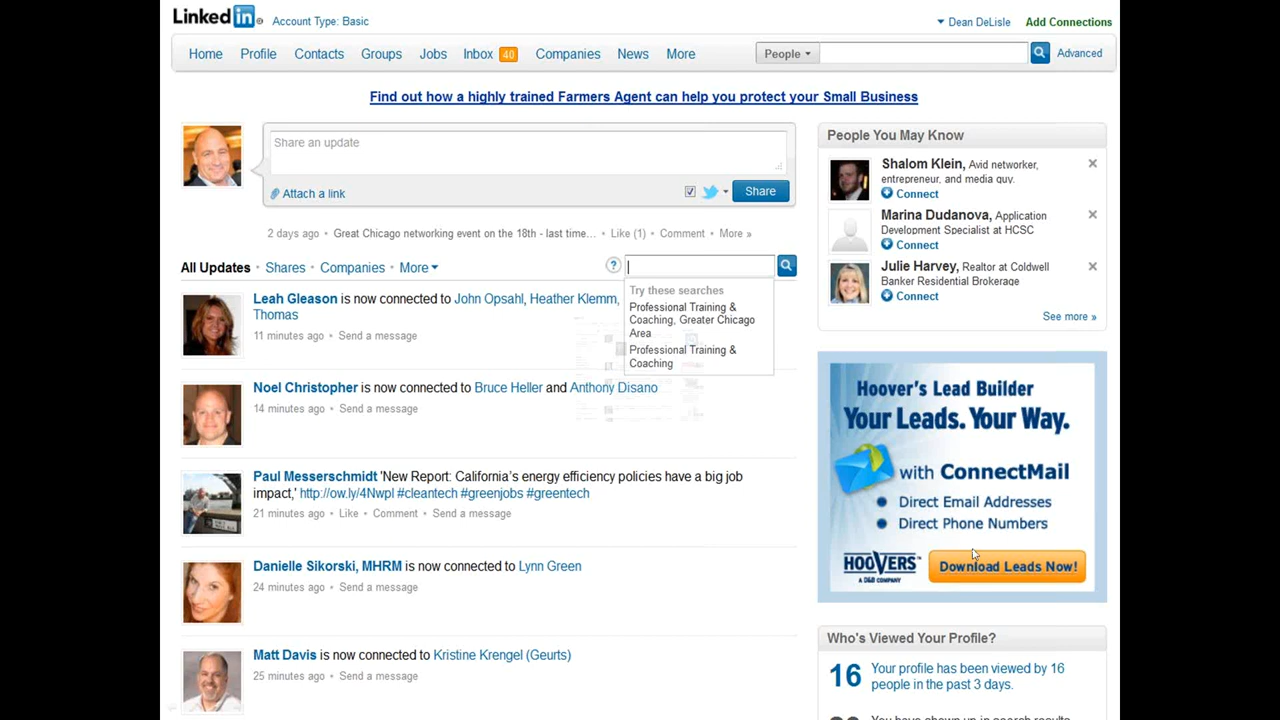 Linked in
Account Type: Basic
Dean DeLisle
Add Connections
Home Profile Contacts Groups Jobs Inbox 40 Companies News More
People
Advanced
Find out how a highly trained Farmers Agent can help you protect your Small Business
Share an update
Attach a link
Share
2 days ago · Great Chicago networking event on the 18th - last time... · Like (1) · Comment · More »
All Updates · Shares Companies More
?
Try these searches
Professional Training &
Coaching, Greater Chicago
Area
Professional Training &
Coaching
Leah Gleason is now connected to John Opsahl, Heather Klemm,
Thomas
11 minutes ago · Send a message
Noel Christopher is now connected to Bruce Heller and Anthony Disano
14 minutes ago · Send a message
Paul Messerschmidt 'New Report: California's energy efficiency policies have a big job
impact,' http://ow.ly/4Nwpl #cleantech #greenjobs #greentech
21 minutes ago · Like · Comment · Send a message
Danielle Sikorski, MHRM is now connected to Lynn Green
24 minutes ago · Send a message
Matt Davis is now connected to Kristine Krengel (Geurts)
25 minutes ago · Send a message
People You May Know
Shalom Klein, Avid networker,
entrepreneur, and media guy.
Connect
Marina Dudanova, Application
Development Specialist at HCSC
Connect
Julie Harvey, Realtor at Coldwell
Banker Residential Brokerage
Connect
See more »
Hoover's Lead Builder
Your Leads. Your Way.
with ConnectMail
Direct Email Addresses
Direct Phone Numbers
HOOVERS™
A D&B COMPANY
Download Leads Now!
Who's Viewed Your Profile?
16 Your profile has been viewed by 16
people in the past 3 days.
You have shown up in search results